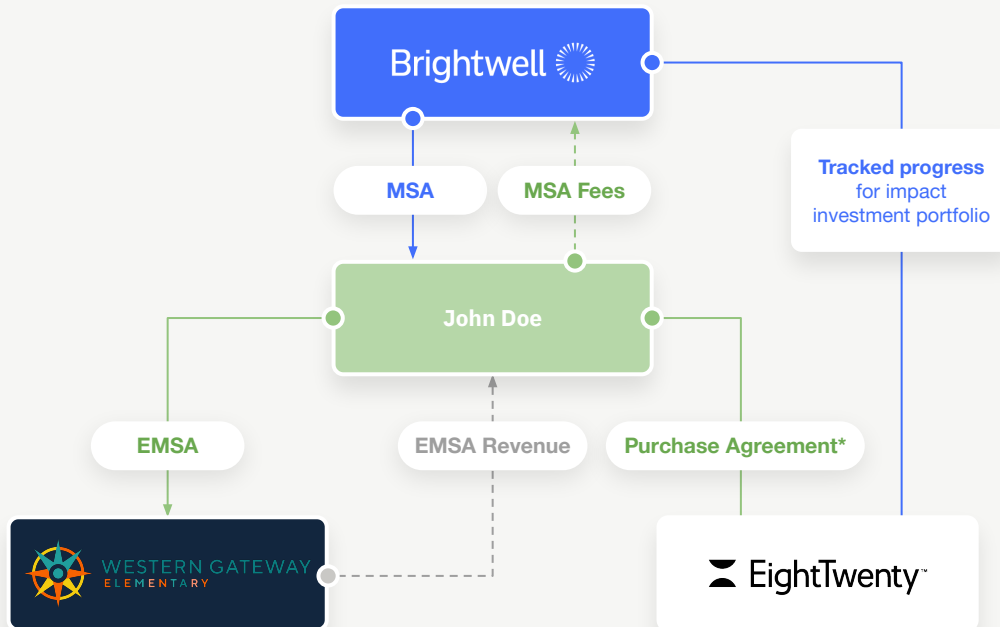 Brightwell
MSA
MSA Fees
Tracked progress
for impact
investment portfolio
John Doe
EMSA
EMSA Revenue
Purchase Agreement*
WESTERN GATEWAY
ELEMENTARY
EightTwenty™